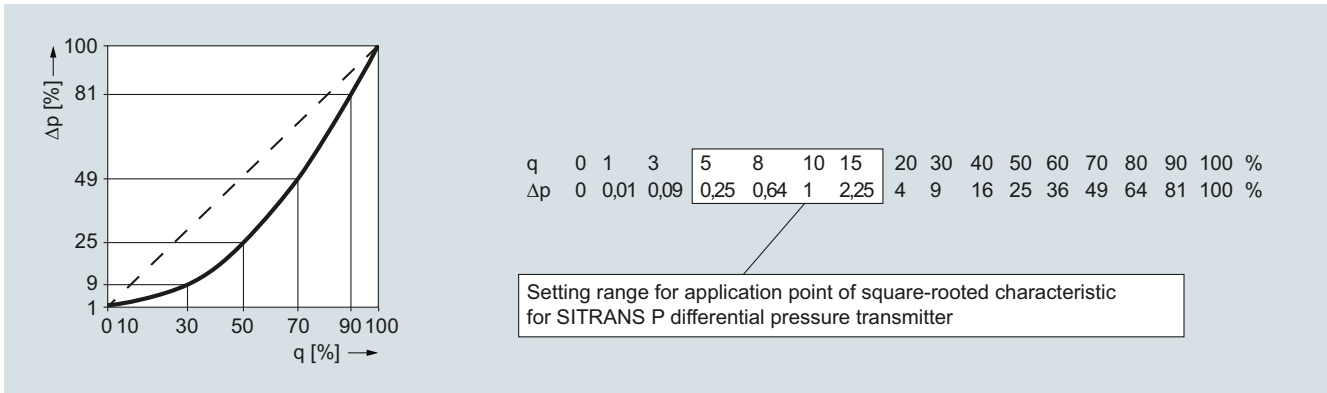 Δp [%]
100
81
49
25
9
1
0 10 30 50 70 90 100
q [%]
q 0 1 3 5 8 10 15 20 30 40 50 60 70 80 90 100 %
Δp 0 0,01 0,09 0,25 0,64 1 2,25 4 9 16 25 36 49 64 81 100 %
Setting range for application point of square-rooted characteristic
for SITRANS P differential pressure transmitter